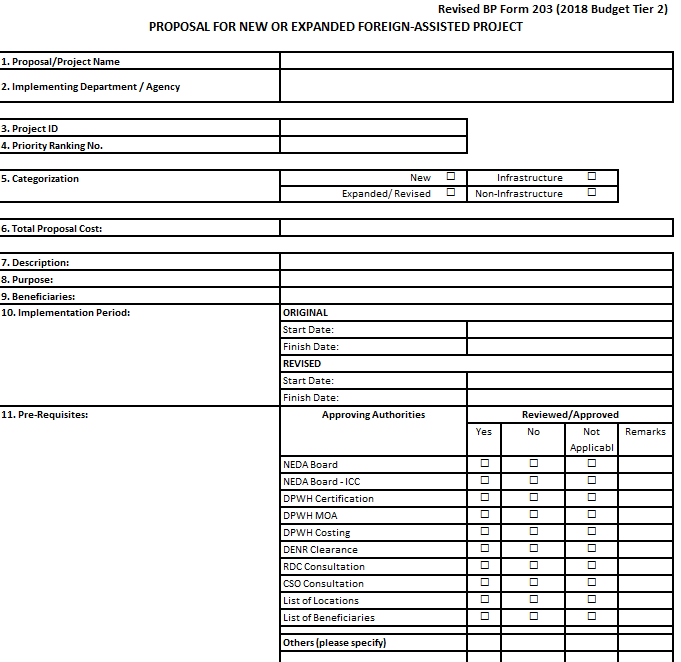 Revised BP Form 203 (2018 Budget Tier 2)
PROPOSAL FOR NEW OR EXPANDED FOREIGN-ASSISTED PROJECT
1. Proposal/Project Name
2. Implementing Department / Agency
3. Project ID
4. Priority Ranking No.
5. Categorization New ☐ Infrastructure ☐
Expanded/ Revised ☐ Non-Infrastructure ☐
6. Total Proposal Cost:
7. Description:
8. Purpose:
9. Beneficiaries:
10. Implementation Period: ORIGINAL
Start Date:
Finish Date:
REVISED
Start Date:
Finish Date:
11. Pre-Requisites: Approving Authorities Reviewed/Approved
Yes No Not Remarks
Applicabl
NEDA Board ☐ ☐ ☐
NEDA Board - ICC ☐ ☐ ☐
DPWH Certification ☐ ☐ ☐
DPWH MOA ☐ ☐ ☐
DPWH Costing ☐ ☐ ☐
DENR Clearance ☐ ☐ ☐
RDC Consultation ☐ ☐ ☐
CSO Consultation ☐ ☐ ☐
List of Locations ☐ ☐ ☐
List of Beneficiaries ☐ ☐ ☐
Others (please specify)